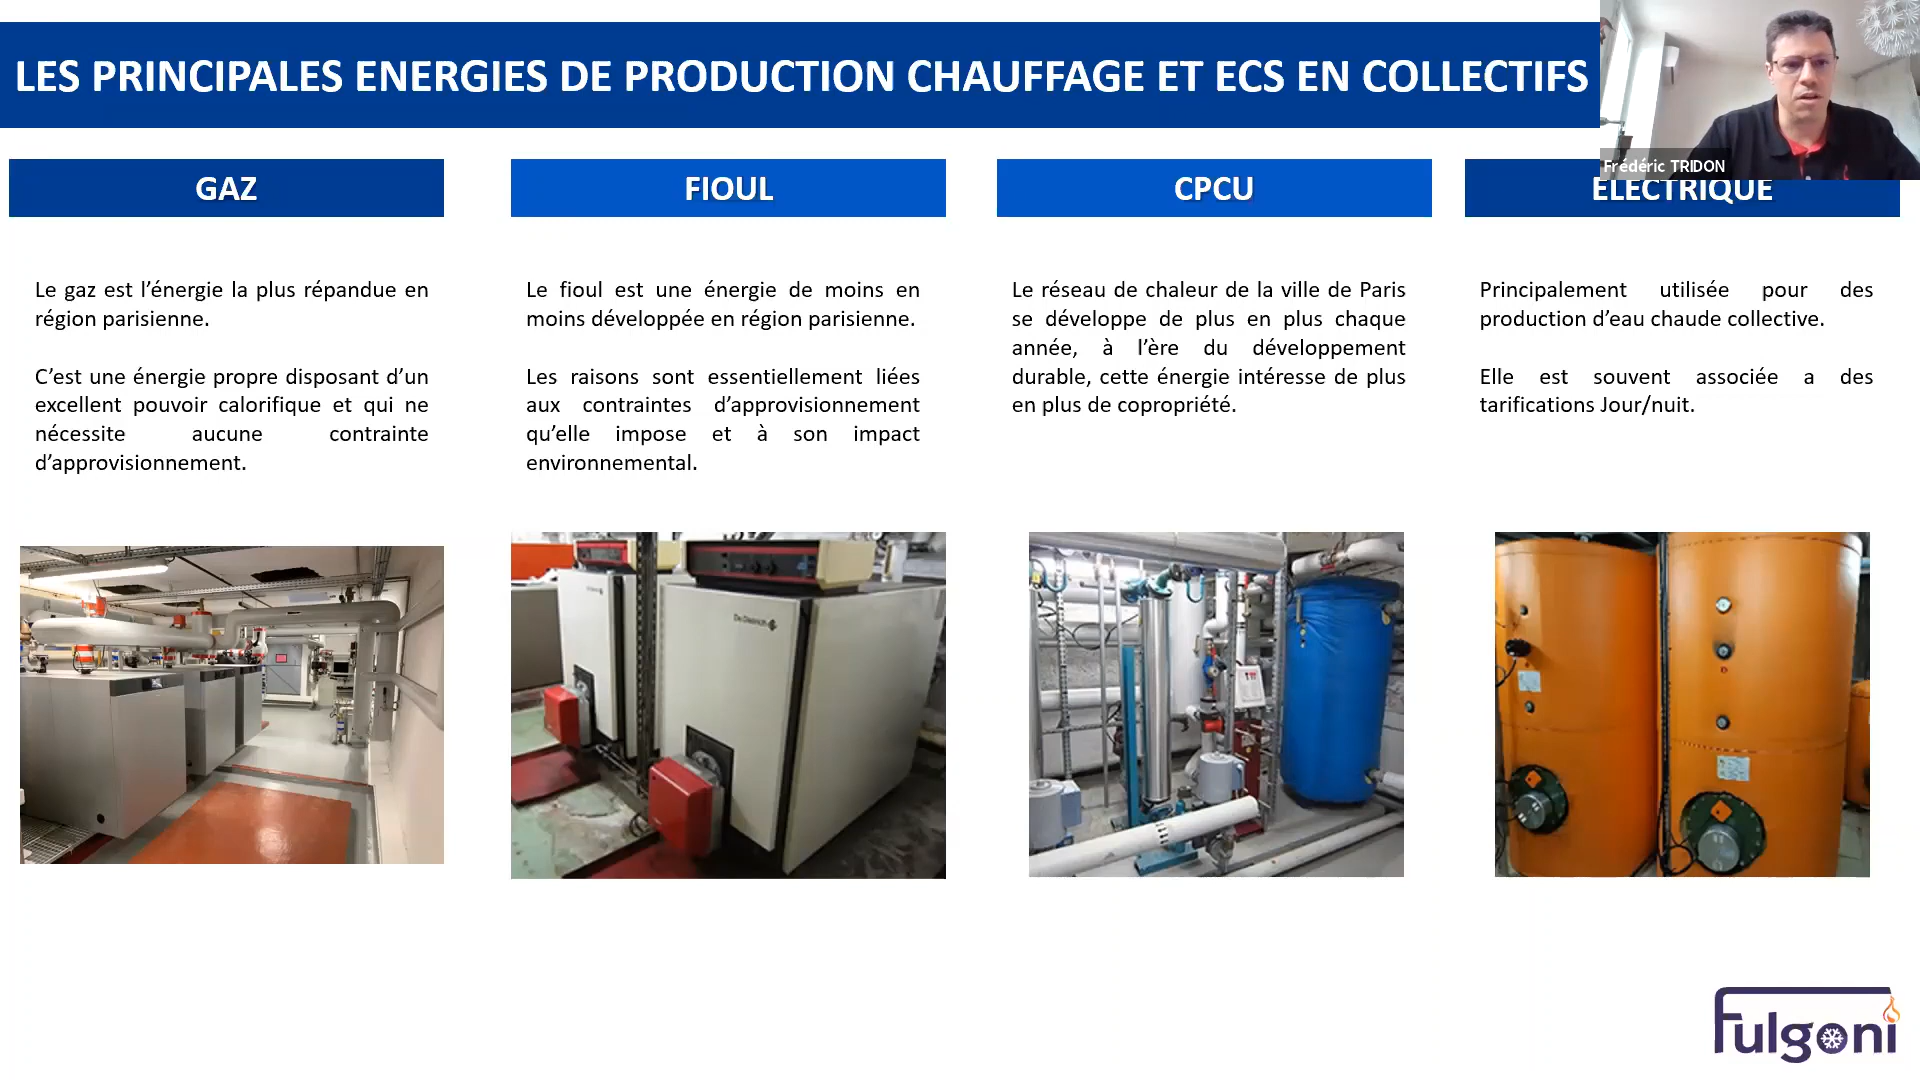 LES PRINCIPALES ENERGIES DE PRODUCTION CHAUFFAGE ET ECS EN COLLECTIFS
Frédéric TRIDON
GAZ
Le gaz est l’énergie la plus répandue en
région parisienne.
C’est une énergie propre disposant d’un
excellent pouvoir calorifique et qui ne
nécessite aucune contrainte
d’approvisionnement.
FIOUL
Le fioul est une énergie de moins en
moins développée en région parisienne.
Les raisons sont essentiellement liées
aux contraintes d’approvisionnement
qu’elle impose et à son impact
environnemental.
De Dietrich
CPCU
Le réseau de chaleur de la ville de Paris
se développe de plus en plus chaque
année, à l’ère du développement
durable, cette énergie intéresse de plus
en plus de copropriété.
ELECTRIQUE
Principalement utilisée pour des
production d’eau chaude collective.
Elle est souvent associée a des
tarifications Jour/nuit.
Fulgoni